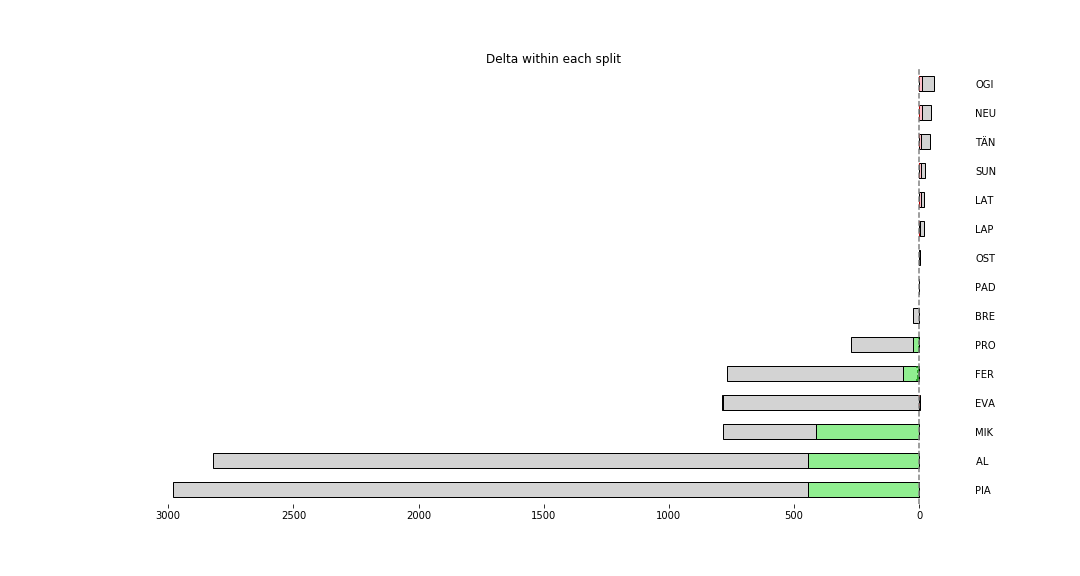 Delta within each split
OGI
NEU
TÄN
SUN
LAT
LAP
OST
PAD
BRE
PRO
FER
EVA
MIK
AL
PIA
3000 2500 2000 1500 1000 500 0